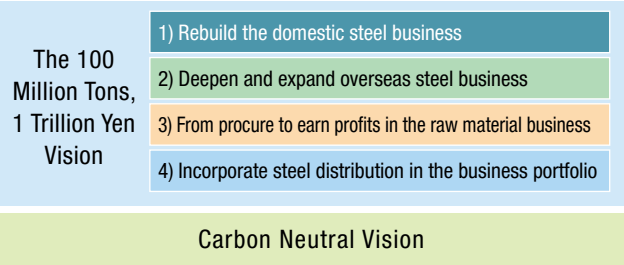 The 100
Million Tons,
1 Trillion Yen
Vision
1) Rebuild the domestic steel business
2) Deepen and expand overseas steel business
3) From procure to earn profits in the raw material business
4) Incorporate steel distribution in the business portfolio
Carbon Neutral Vision